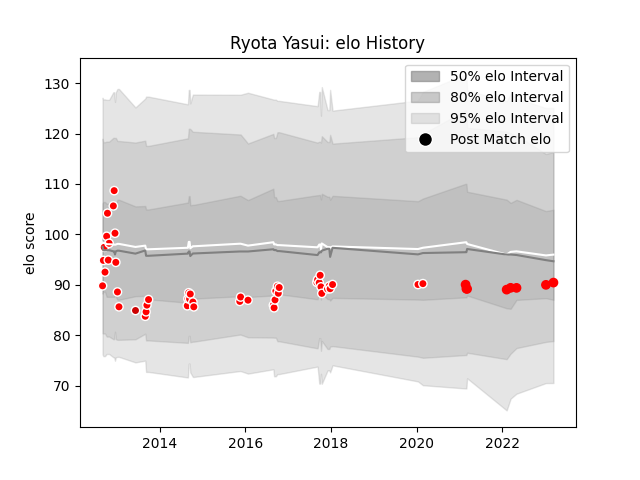 Ryota Yasui: elo History
50% elo Interval
80% elo Interval
95% elo Interval
Post Match elo
elo score
130
120
110
100
90
80
70
2014
2016
2018
2020
2022